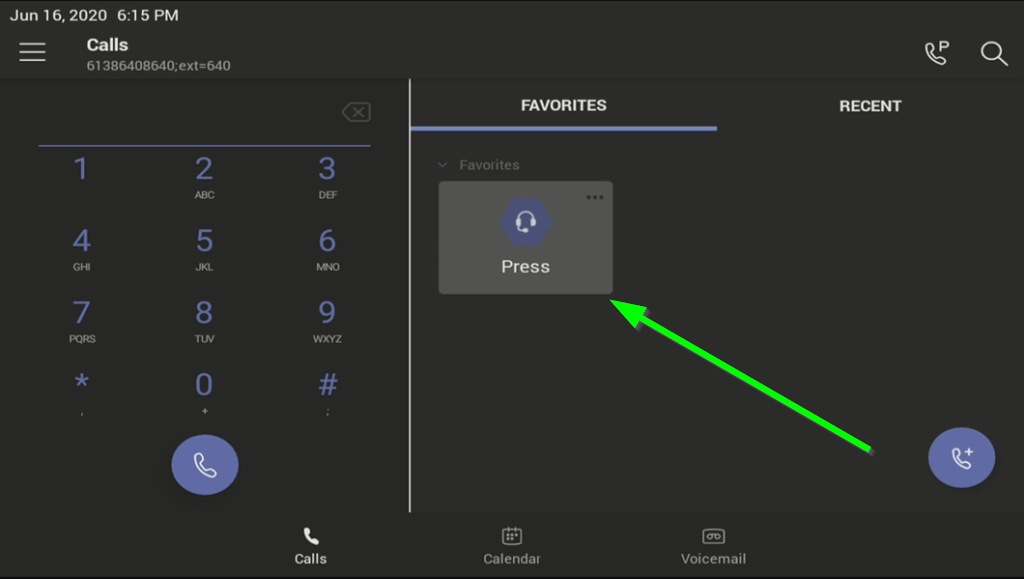 Jun 16, 2020 6:15 PM
Calls
61386408640;ext=640
P
FAVORITES
RECENT
Favorites
Press
1
2
3
ABC
DEF
4
5
6
GHI
JKL
MNO
7
8
9
PQRS
TUV
WXYZ
*
0
#
,
+
;
Calls
Calendar
Voicemail